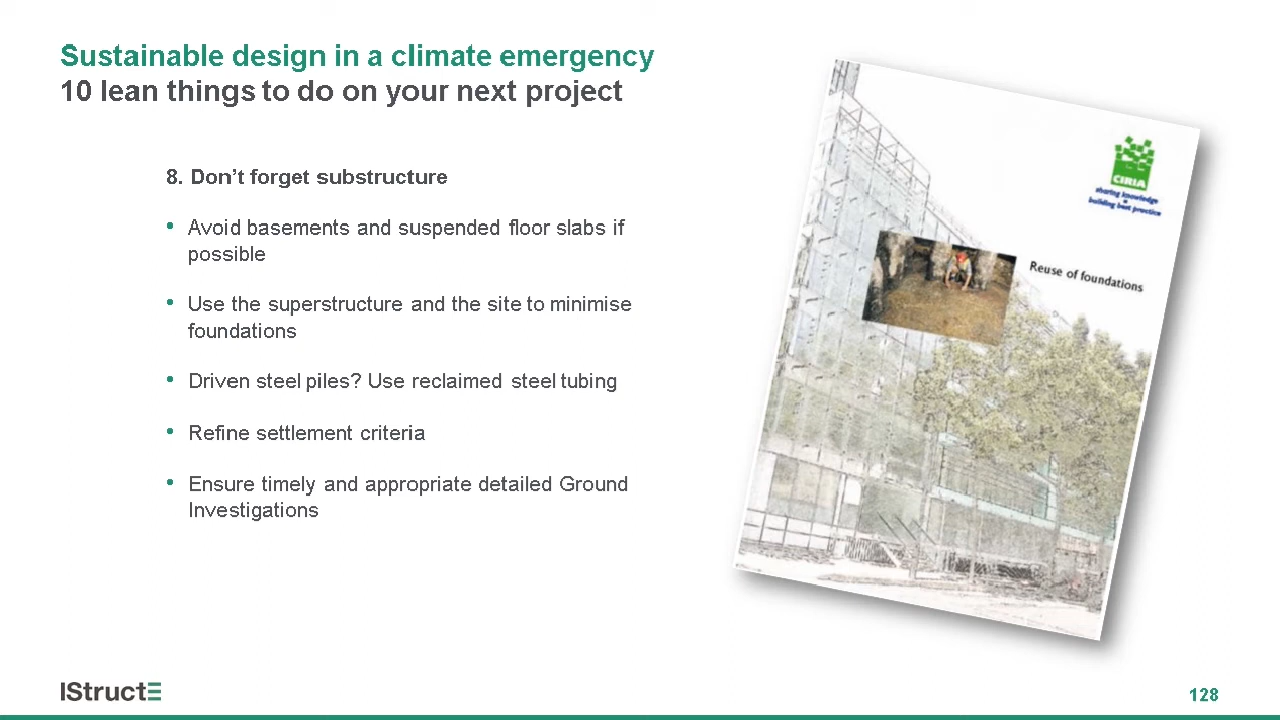 Sustainable design in a climate emergency
10 lean things to do on your next project
8. Don’t forget substructure
• Avoid basements and suspended floor slabs if
possible
• Use the superstructure and the site to minimise
foundations
• Driven steel piles? Use reclaimed steel tubing
• Refine settlement criteria
• Ensure timely and appropriate detailed Ground
Investigations
CIRIA
sharing knowledge
building best practice
Reuse of foundations
IStructE
128